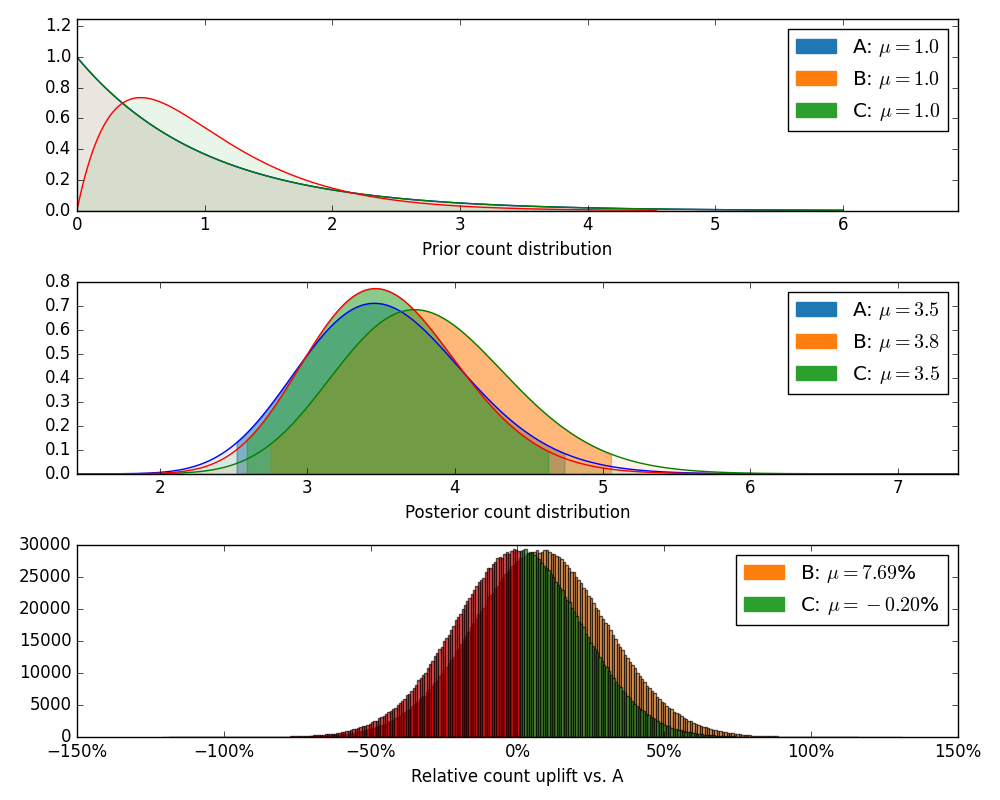 1.2
1.0
0.8
0.6
0.4
0.2
0.0
A: μ = 1.0
B: μ = 1.0
C: μ = 1.0
0 1 2 3 4 5 6
Prior count distribution
0.8
0.7
0.6
0.5
0.4
0.3
0.2
0.1
0.0
A: μ = 3.5
B: μ = 3.8
C: μ = 3.5
2 3 4 5 6 7
Posterior count distribution
30000
25000
20000
15000
10000
5000
0
B: μ = 7.69%
C: μ = −0.20%
−150% −100% −50% 0% 50% 100% 150%
Relative count uplift vs. A